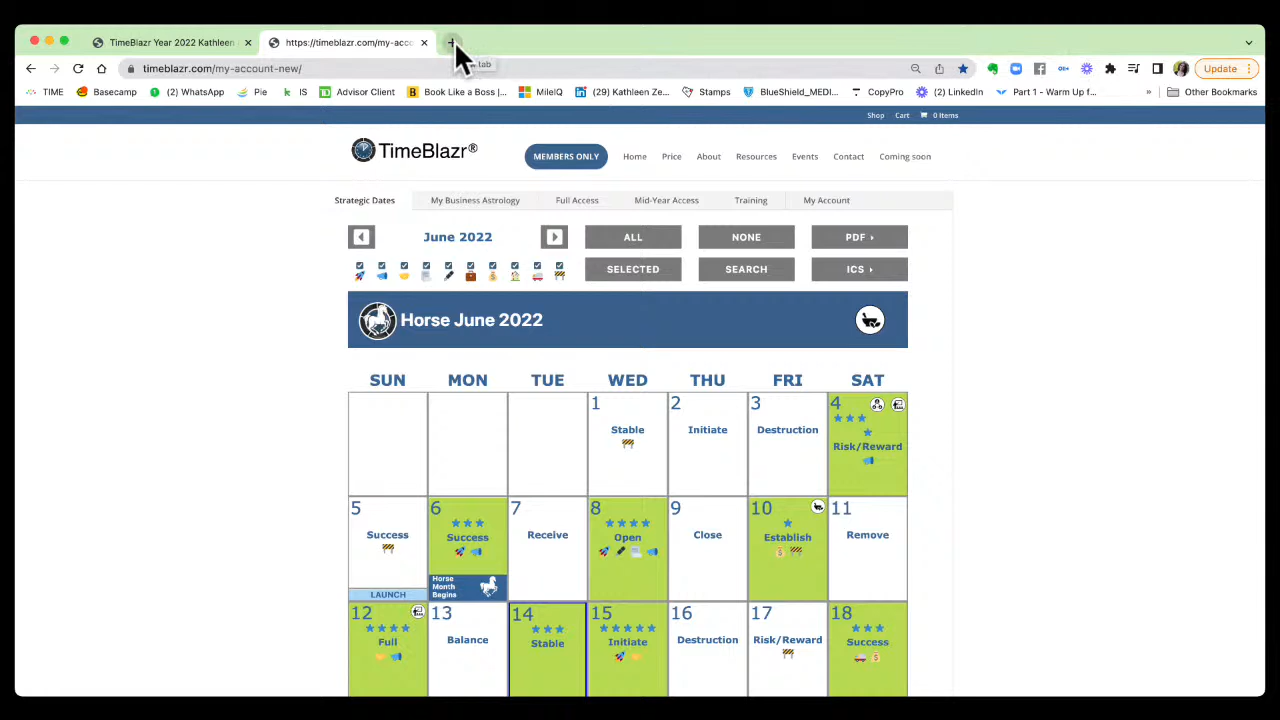 TimeBlazr Year 2022 Kathleen
https://timeblazr.com/my-acc
tab
timeblazr.com/my-account-new/
Update
TIME Basecamp (2) WhatsApp Pie IS Advisor Client Book Like a Boss |... MileIQ (29) Kathleen Ze... Stamps BlueShield_MEDI... CopyPro (2) LinkedIn Part 1 - Warm Up f... » Other Bookmarks
Shop Cart 0 Items
TimeBlazr® MEMBERS ONLY Home Price About Resources Events Contact Coming soon
Strategic Dates My Business Astrology Full Access Mid-Year Access Training My Account
June 2022 ALL NONE PDF
SELECTED SEARCH ICS
Horse June 2022
SUN MON TUE WED THU FRI SAT
1 2 3 4
Stable Initiate Destruction
Risk/Reward
5 6 7 8 9 10 11
Success Success Receive Open Close Establish Remove
Horse
Month
Begins
LAUNCH
12 13 14 15 16 17 18
Full Balance Stable Initiate Destruction Risk/Reward Success